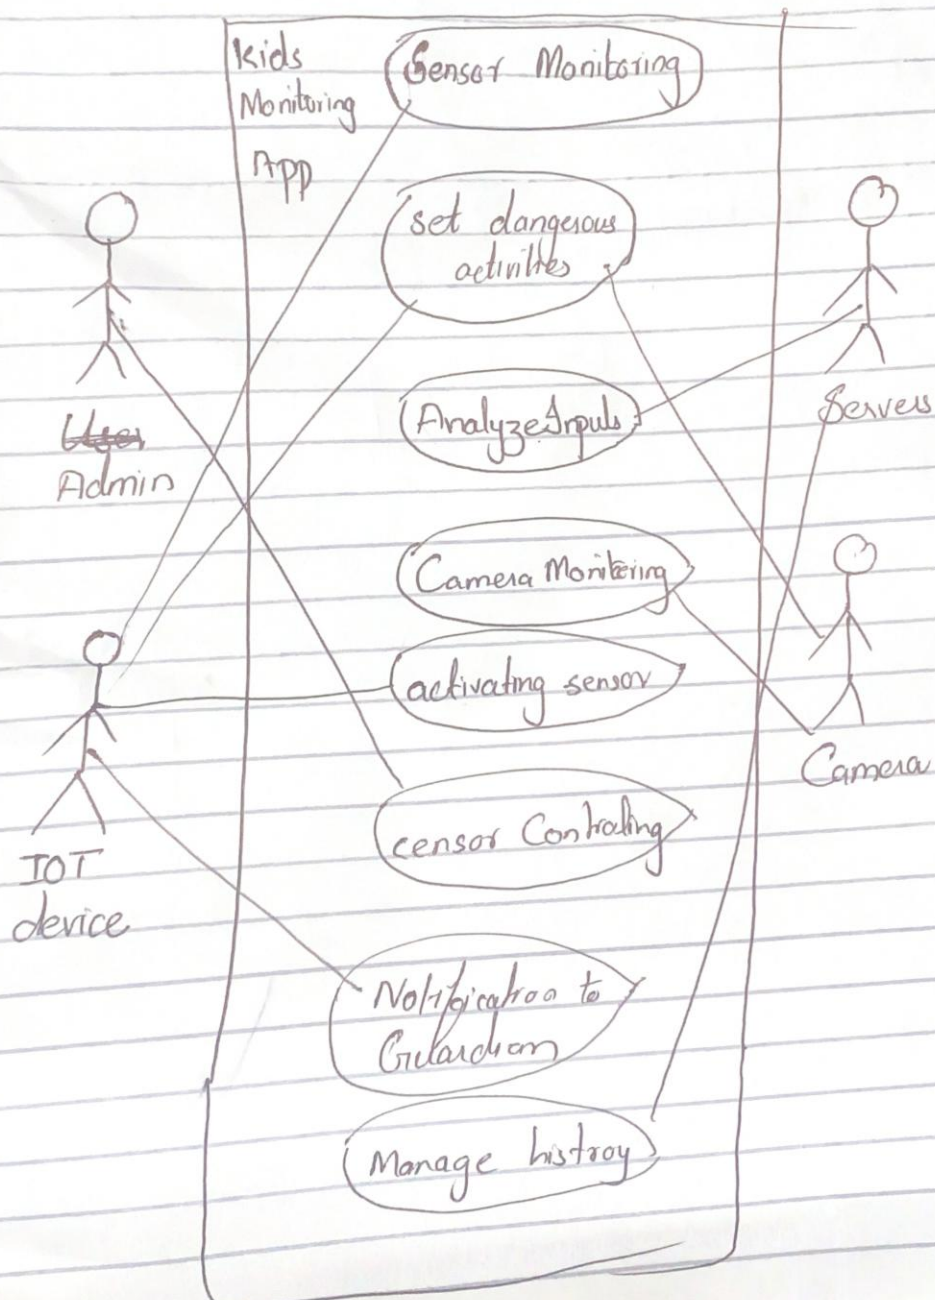 Kids
Monitoring
App
Sensor Monitoring
set dangerous
activities
Analyze Inputs
Camera Monitoring
activating sensor
censor Controling
Notification to
Guardian
Manage histroy
User
Admin
IOT
device
Servers
Camera